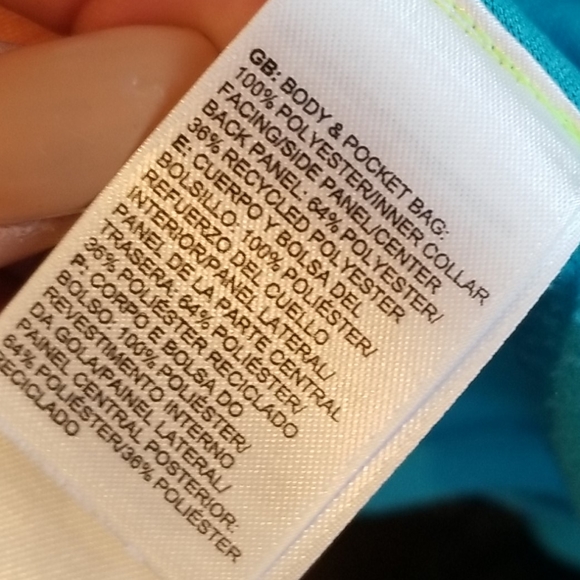 GB: BODY & POCKET BAG:
100% POLYESTER/INNER COLLAR
FACING/SIDE PANEL/CENTER
BACK PANEL: 64% POLYESTER/
36% RECYCLED POLYESTER
E: CUERPO Y BOLSA DEL
BOLSILLO: 100% POLIÉSTER/
REFUERZO DEL CUELLO
INTERIOR/PANEL LATERAL/
PANEL DE LA PARTE CENTRAL
TRASERA: 64% POLIÉSTER/
36% POLIÉSTER RECICLADO
P: CORPO E BOLSA DO
BOLSO: 100% POLIÉSTER/
REVESTIMENTO INTERNO
DA GOLA/PAINEL LATERAL/
PAINEL CENTRAL POSTERIOR:
64% POLIÉSTER/36% POLIÉSTER
RECICLADO